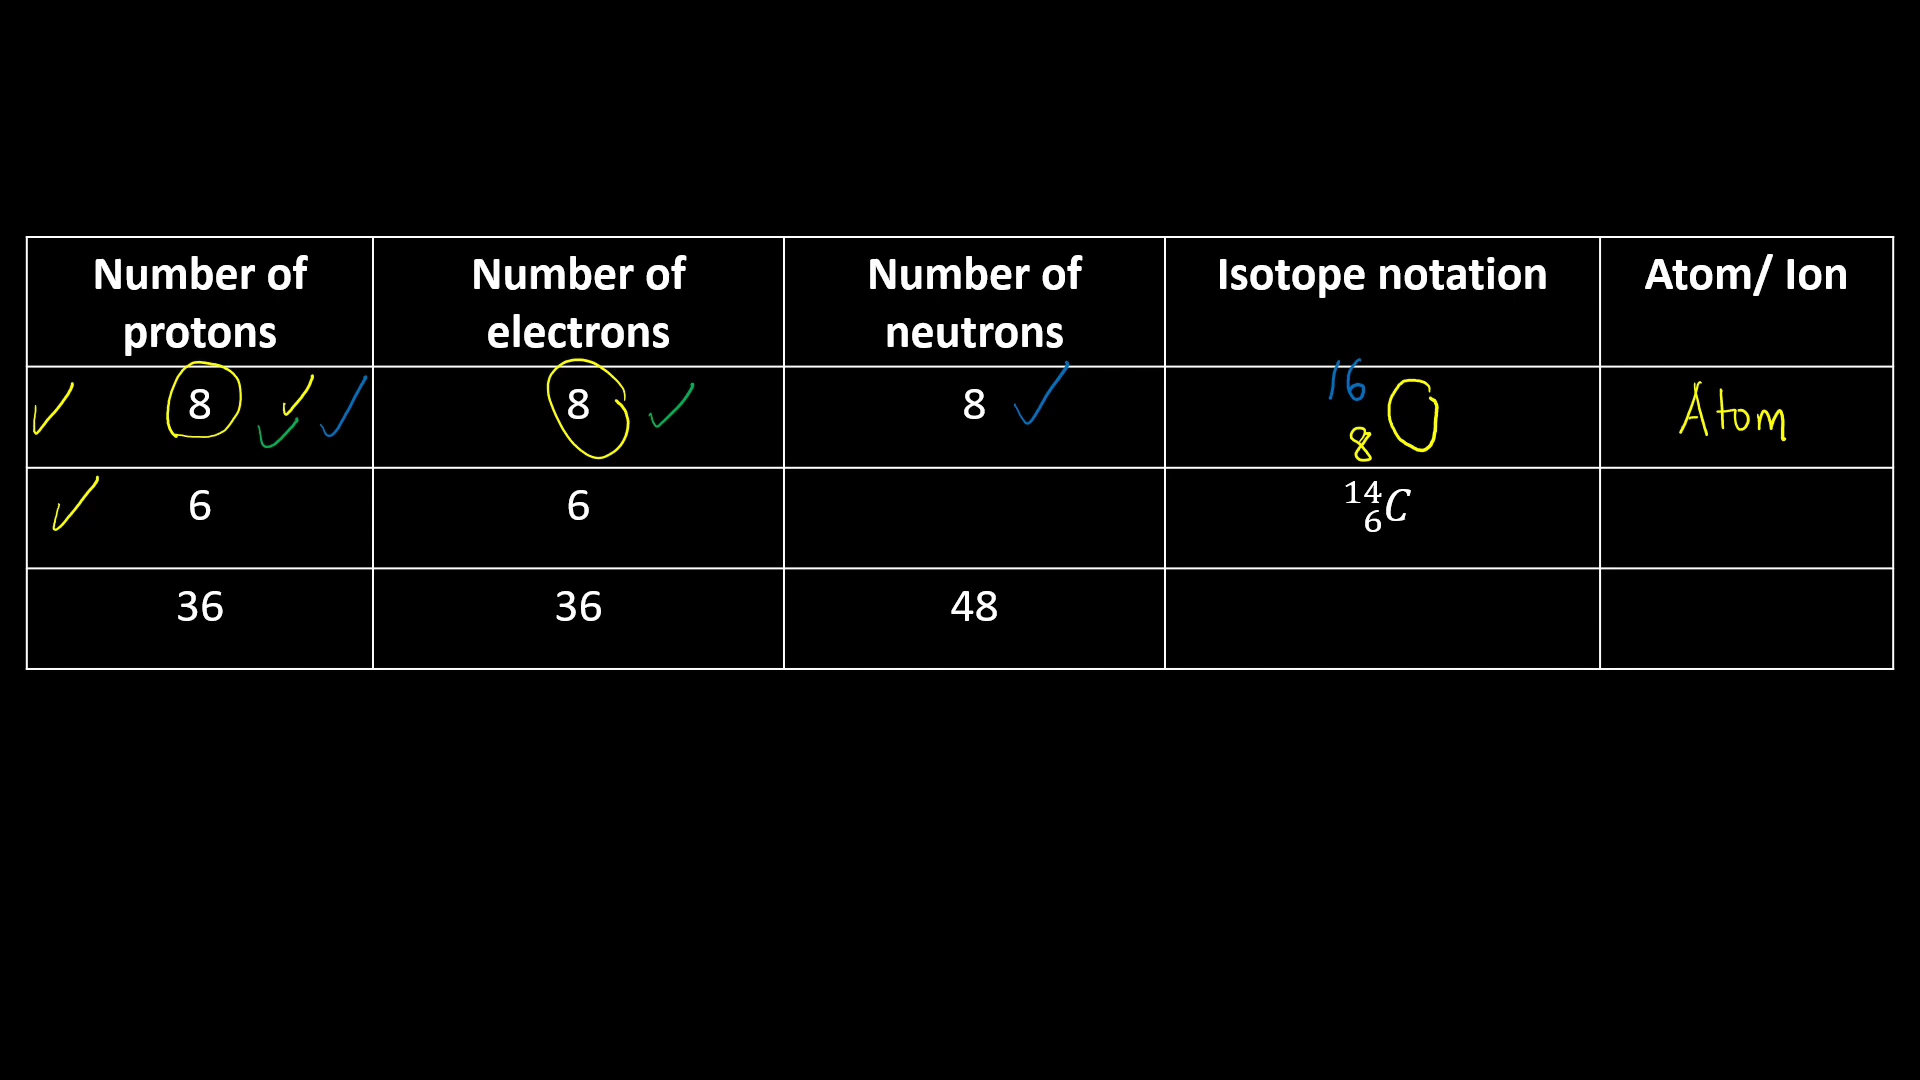 Number of protons Number of electrons Number of neutrons Isotope notation Atom/ Ion
8 8 8 16 8 O Atom
6 6 14 6 C
36 36 48